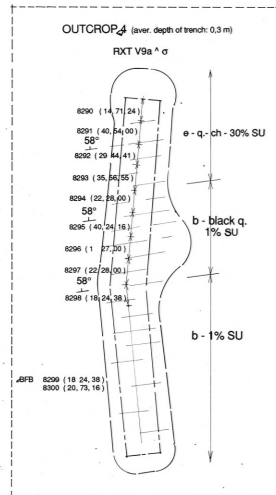 OUTCROP 4 (aver. depth of trench: 0,3 m)
RXT V9a ^ σ
8290 (14,71,24)
8291 (40,54,00)
58°
8292 (29 44,41)
8293 (35,56,55)
8294 (22,28,00)
58°
8295 (40,24,16)
8296 (1 27,00)
8297 (22,28,00)
58°
8298 (18,24,38)
BFB 8299 (18 24,38)
8300 (20,73,16)
e - q.- ch - 30% SU
b - black q.
1% SU
b - 1% SU